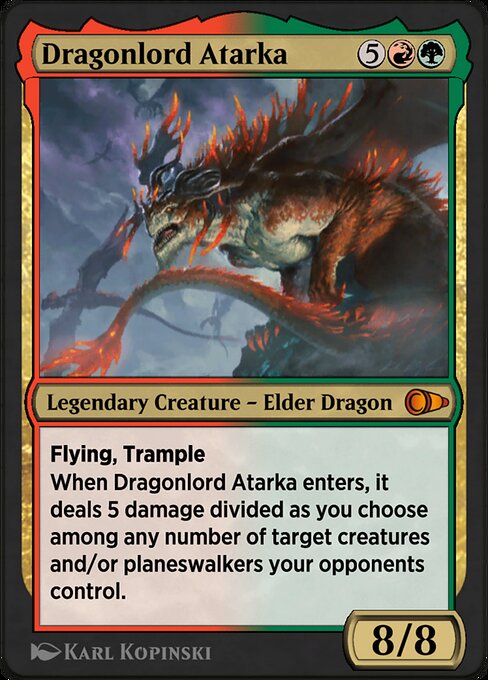 Dragonlord Atarka 5
Legendary Creature – Elder Dragon
Flying, Trample
When Dragonlord Atarka enters, it
deals 5 damage divided as you choose
among any number of target creatures
and/or planeswalkers your opponents
control.
8/8
Karl Kopinski